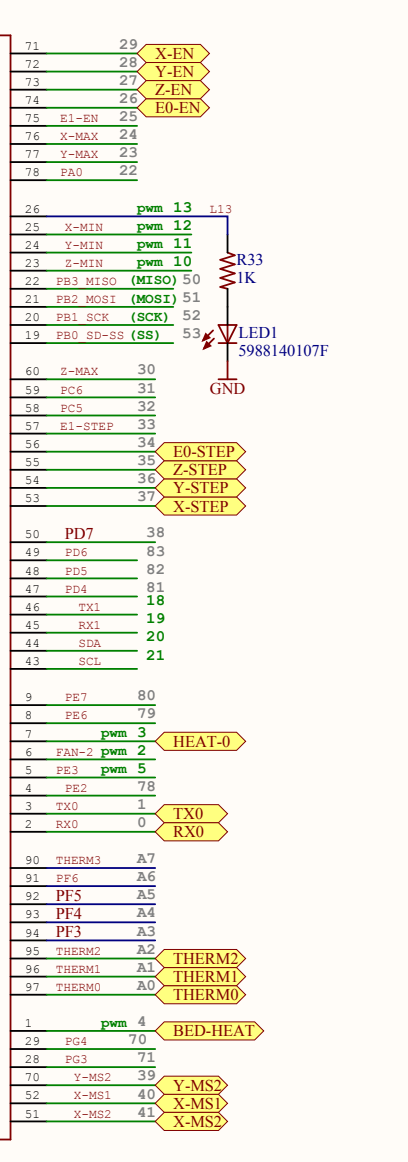 71 29 X-EN
72 28 Y-EN
73 27 Z-EN
74 26 E0-EN
75 E1-EN 25
76 X-MAX 24
77 Y-MAX 23
78 PA0 22
26 pwm 13 L13
25 X-MIN pwm 12
24 Y-MIN pwm 11
23 Z-MIN pwm 10
R33
1K
22 PB3 MISO (MISO) 50
21 PB2 MOSI (MOSI) 51
20 PB1 SCK (SCK) 52
19 PB0 SD-SS (SS) 53
LED1
5988140107F
GND
60 Z-MAX 30
59 PC6 31
58 PC5 32
57 E1-STEP 33
56 34 E0-STEP
55 35 Z-STEP
54 36 Y-STEP
53 37 X-STEP
50 PD7 38
49 PD6 83
48 PD5 82
47 PD4 81
46 TX1 18
45 RX1 19
44 SDA 20
43 SCL 21
9 PE7 80
8 PE6 79
7 pwm 3 HEAT-0
6 FAN-2 pwm 2
5 PE3 pwm 5
4 PE2 78
3 TX0 1 TX0
2 RX0 0 RX0
90 THERM3 A7
91 PF6 A6
92 PF5 A5
93 PF4 A4
94 PF3 A3
95 THERM2 A2 THERM2
96 THERM1 A1 THERM1
97 THERM0 A0 THERM0
1 pwm 4 BED-HEAT
29 PG4 70
28 PG3 71
70 Y-MS2 39 Y-MS2
52 X-MS1 40 X-MS1
51 X-MS2 41 X-MS2